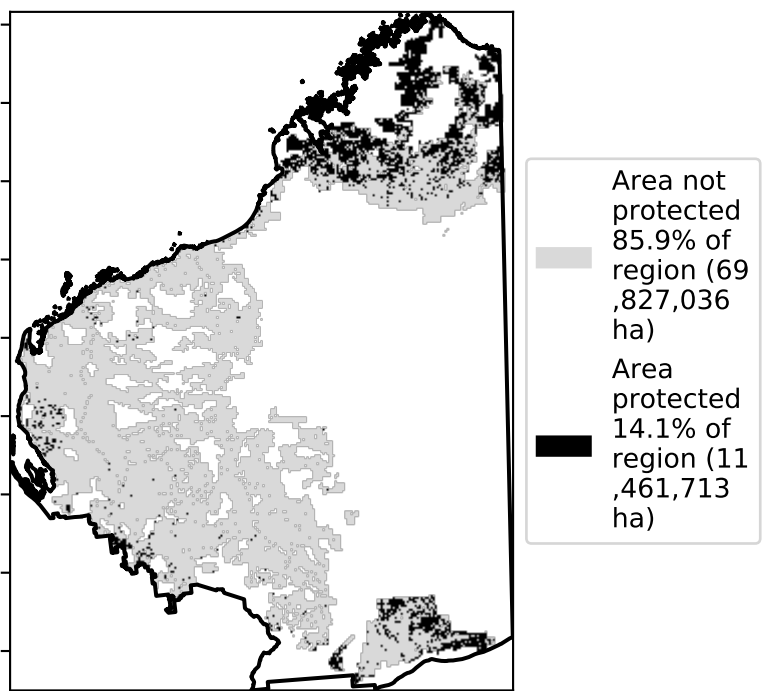 Area not
protected
85.9% of
region (69
,827,036
ha)
Area
protected
14.1% of
region (11
,461,713
ha)